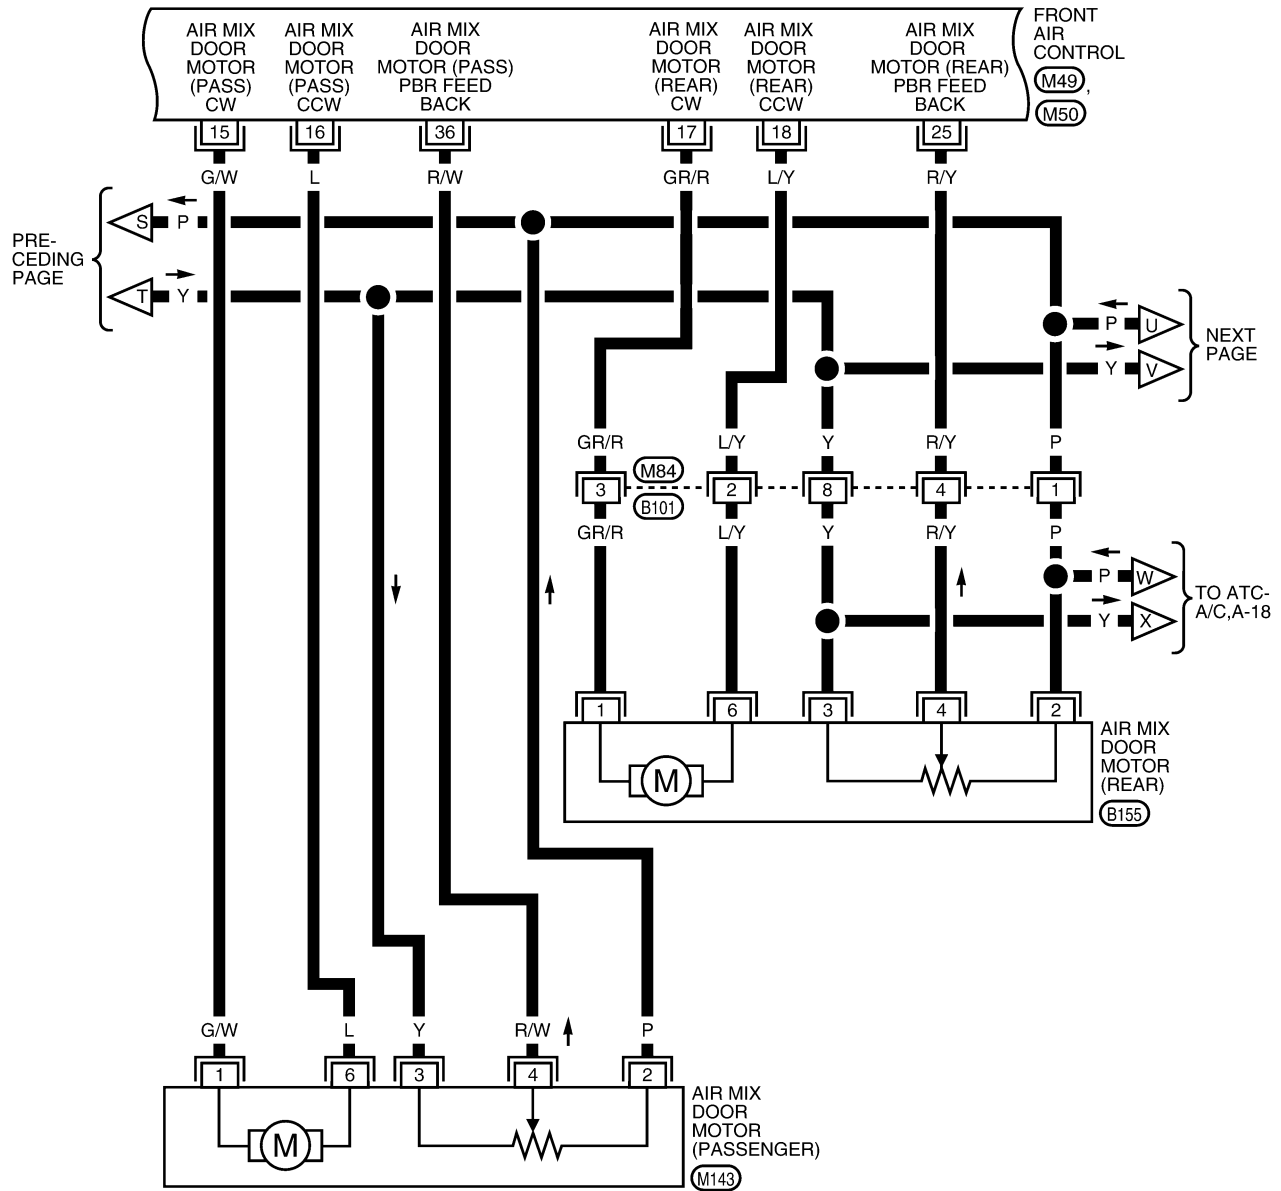 AIR MIX
DOOR
MOTOR
(PASS)
CW
AIR MIX
DOOR
MOTOR
(PASS)
CCW
AIR MIX
DOOR
MOTOR (PASS)
PBR FEED
BACK
AIR MIX
DOOR
MOTOR
(REAR)
CW
AIR MIX
DOOR
MOTOR
(REAR)
CCW
AIR MIX
DOOR
MOTOR (REAR)
PBR FEED
BACK
FRONT
AIR
CONTROL
M49 ,
M50
15 16 36 17 18 25
G/W L R/W GR/R L/Y R/Y
PRE-
CEDING
PAGE
S P
T Y
P U
Y V
NEXT
PAGE
GR/R L/Y Y R/Y P
M84
3 2 8 4 1
B101
GR/R L/Y Y R/Y P
P W
Y X
TO ATC-
A/C,A-18
1 6 3 4 2
M
AIR MIX
DOOR
MOTOR
(REAR)
B155
G/W L Y R/W P
1 6 3 4 2
M
AIR MIX
DOOR
MOTOR
(PASSENGER)
M143